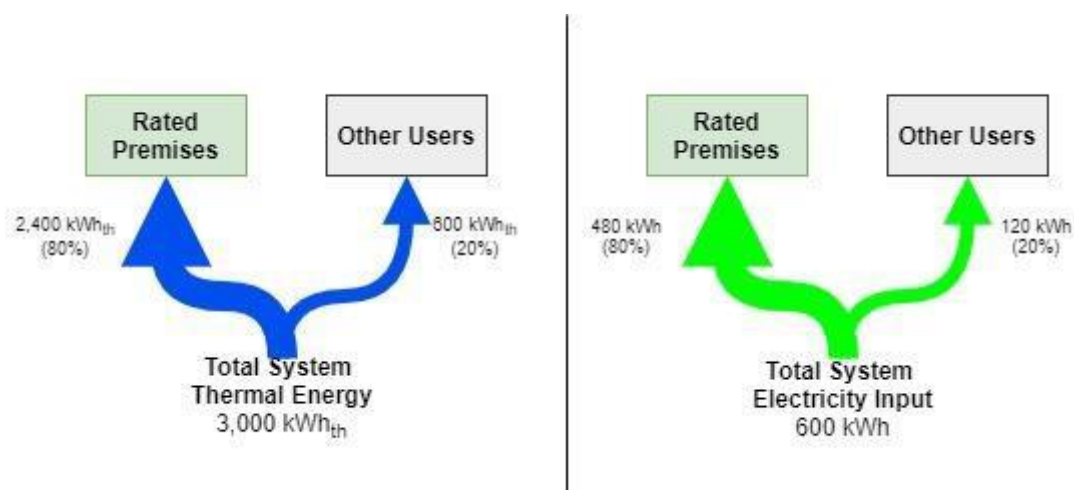 Rated
Premises
Other Users
2,400 kWhth
(80%)
600 kWhth
(20%)
Total System
Thermal Energy
3,000 kWhth
Rated
Premises
Other Users
480 kWh
(80%)
120 kWh
(20%)
Total System
Electricity Input
600 kWh